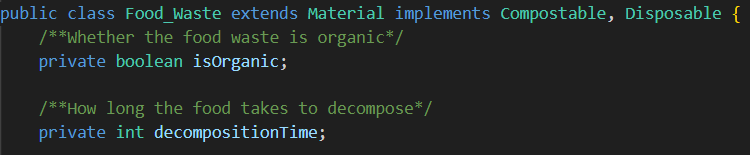 public class Food_Waste extends Material implements Compostable, Disposable {
/**Whether the food waste is organic*/
private boolean isOrganic;
/**How long the food takes to decompose*/
private int decompositionTime;